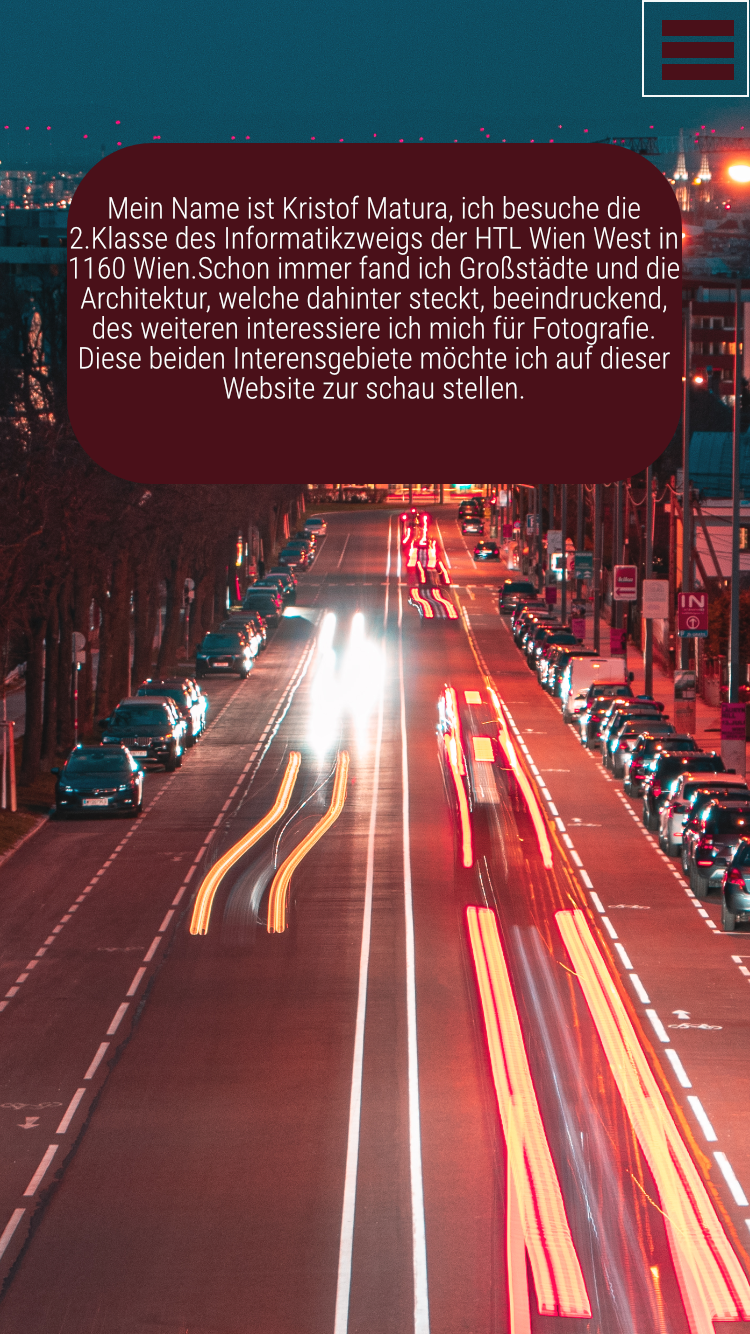 Mein Name ist Kristof Matura, ich besuche die
2.Klasse des Informatikzweigs der HTL Wien West in
1160 Wien.Schon immer fand ich Großstädte und die
Architektur, welche dahinter steckt, beeindruckend,
des weiteren interessiere ich mich für Fotografie.
Diese beiden Interensgebiete möchte ich auf dieser
Website zur schau stellen.
IN